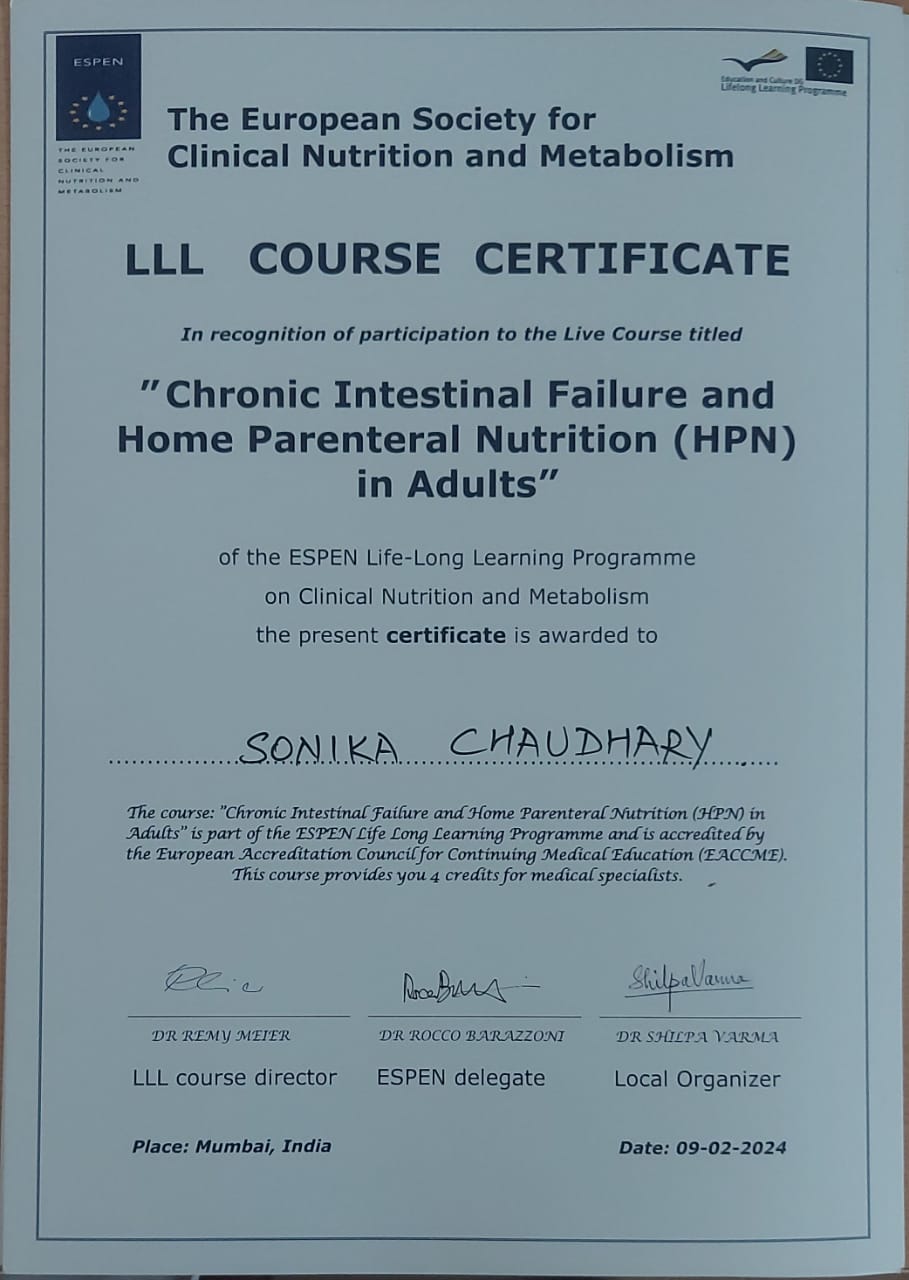 ESPEN
THE EUROPEAN
SOCIETY FOR
CLINICAL
NUTRITION AND
METABOLISM
Education and Culture DG
Lifelong Learning Programme
The European Society for
Clinical Nutrition and Metabolism
LLL COURSE CERTIFICATE
In recognition of participation to the Live Course titled
"Chronic Intestinal Failure and
Home Parenteral Nutrition (HPN)
in Adults"
of the ESPEN Life-Long Learning Programme
on Clinical Nutrition and Metabolism
the present certificate is awarded to
SONIKA CHAUDHARY
The course: "Chronic Intestinal Failure and Home Parenteral Nutrition (HPN) in
Adults" is part of the ESPEN Life Long Learning Programme and is accredited by
the European Accreditation Council for Continuing Medical Education (EACCME).
This course provides you 4 credits for medical specialists.
Shilpa Varma
DR REMY MEIER DR ROCCO BARAZZONI DR SHILPA VARMA
LLL course director ESPEN delegate Local Organizer
Place: Mumbai, India Date: 09-02-2024